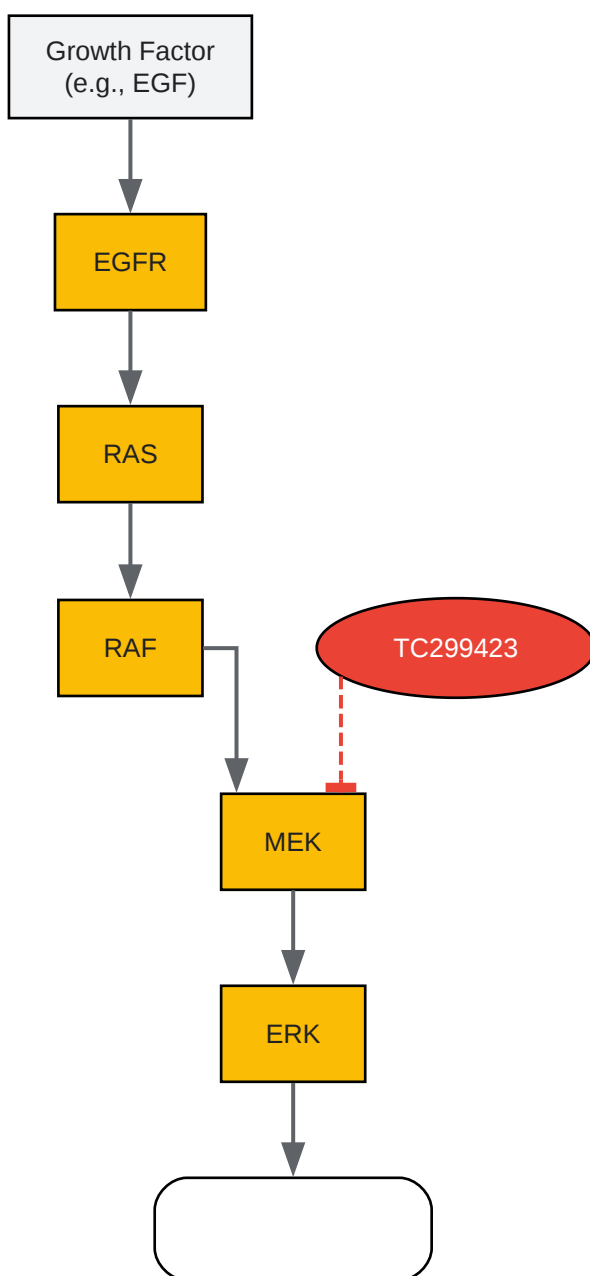 Growth Factor
(e.g., EGF)
EGFR
RAS
RAF
TC299423
MEK
ERK